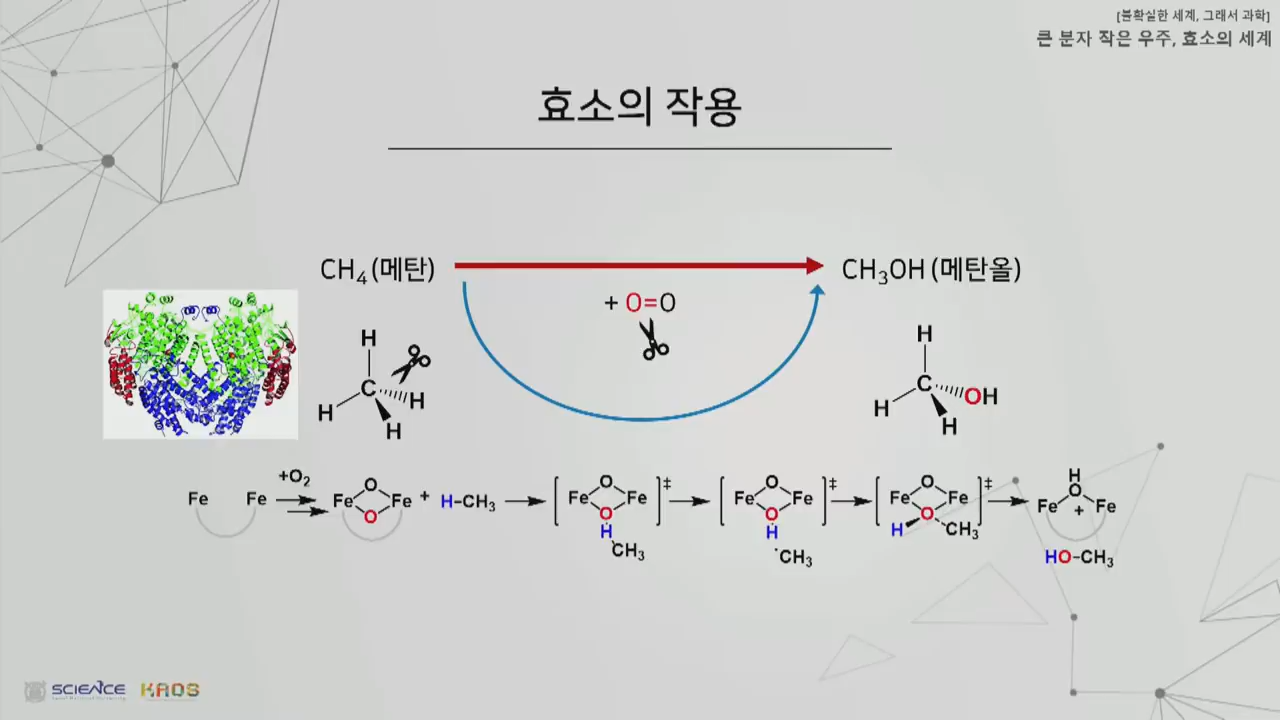 [불확실한 세계, 그래서 과학]
큰 분자 작은 우주, 효소의 세계
효소의 작용
CH₄ (메탄)
CH₃OH (메탄올)
+ O=O
H
C
H
H
H
H
C
H
OH
H
Fe Fe
+O₂
Fe O Fe
O
+ H-CH₃
[Fe O Fe]‡
O
H
CH₃
[Fe O Fe]‡
O
H
·CH₃
[Fe O Fe]‡
H O CH₃
H
O
Fe + Fe
HO-CH₃
SCIENCE
KAOS